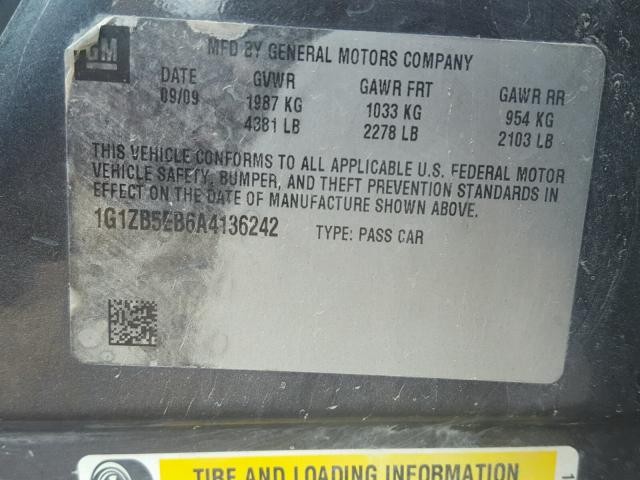 GM
MFD BY GENERAL MOTORS COMPANY
DATE GVWR GAWR FRT GAWR RR
09/09 1987 KG 1033 KG 954 KG
4381 LB 2278 LB 2103 LB
THIS VEHICLE CONFORMS TO ALL APPLICABLE U.S. FEDERAL MOTOR
VEHICLE SAFETY, BUMPER, AND THEFT PREVENTION STANDARDS IN
EFFECT ON THE DATE OF MANUFACTURE SHOWN ABOVE.
1G1ZB5EB6A4136242 TYPE: PASS CAR
TIRE AND LOADING INFORMATION